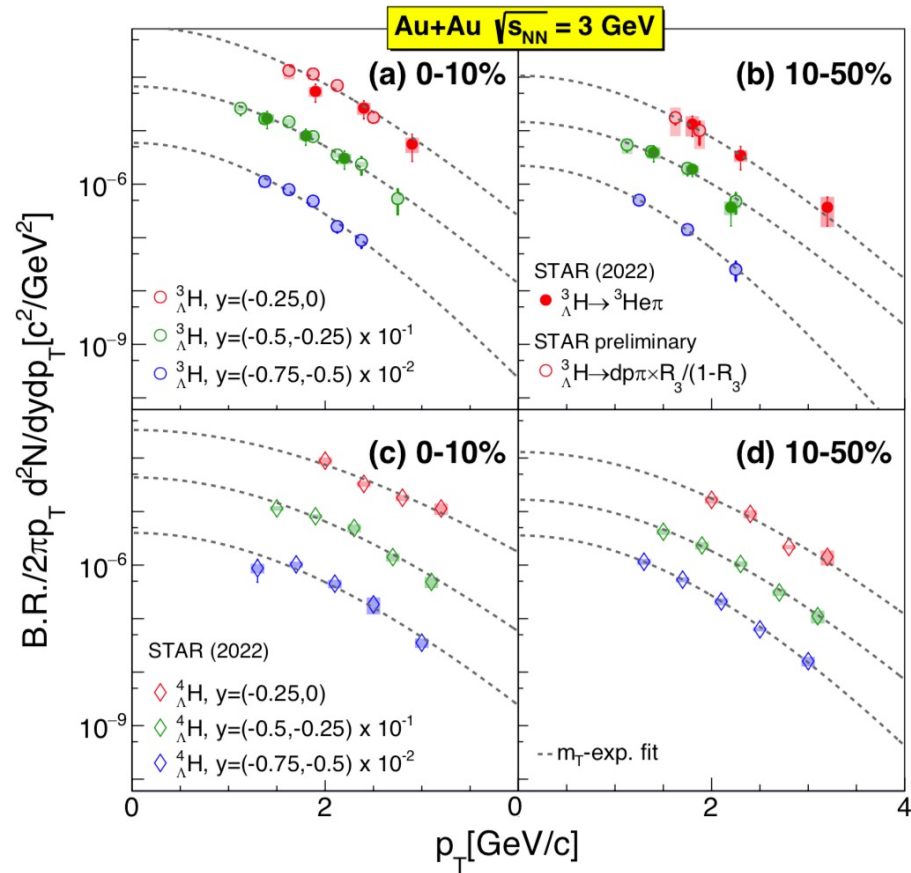 Au+Au √s_NN = 3 GeV
(a) 0-10%
(b) 10-50%
10⁻⁶
10⁻⁹
³_ΛH, y=(-0.25,0)
³_ΛH, y=(-0.5,-0.25) x 10⁻¹
³_ΛH, y=(-0.75,-0.5) x 10⁻²
STAR (2022)
³_ΛH→³Heπ
STAR preliminary
³_ΛH→dpπ×R₃/(1-R₃)
(c) 0-10%
(d) 10-50%
10⁻⁶
10⁻⁹
STAR (2022)
⁴_ΛH, y=(-0.25,0)
⁴_ΛH, y=(-0.5,-0.25) x 10⁻¹
⁴_ΛH, y=(-0.75,-0.5) x 10⁻²
m_T-exp. fit
0 2 0 2 4
p_T[GeV/c]
B.R./2πp_T d²N/dydp_T[c²/GeV²]